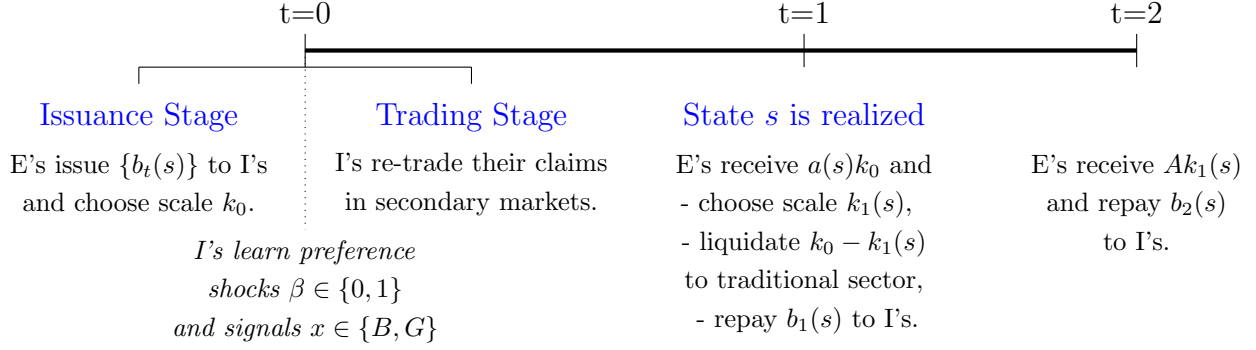 t=0
t=1
t=2
Issuance Stage
E's issue {b_t(s)} to I's
and choose scale k_0.
I's learn preference
shocks β ∈ {0, 1}
and signals x ∈ {B, G}
Trading Stage
I's re-trade their claims
in secondary markets.
State s is realized
E's receive a(s)k_0 and
- choose scale k_1(s),
- liquidate k_0 − k_1(s)
to traditional sector,
- repay b_1(s) to I's.
E's receive Ak_1(s)
and repay b_2(s)
to I's.